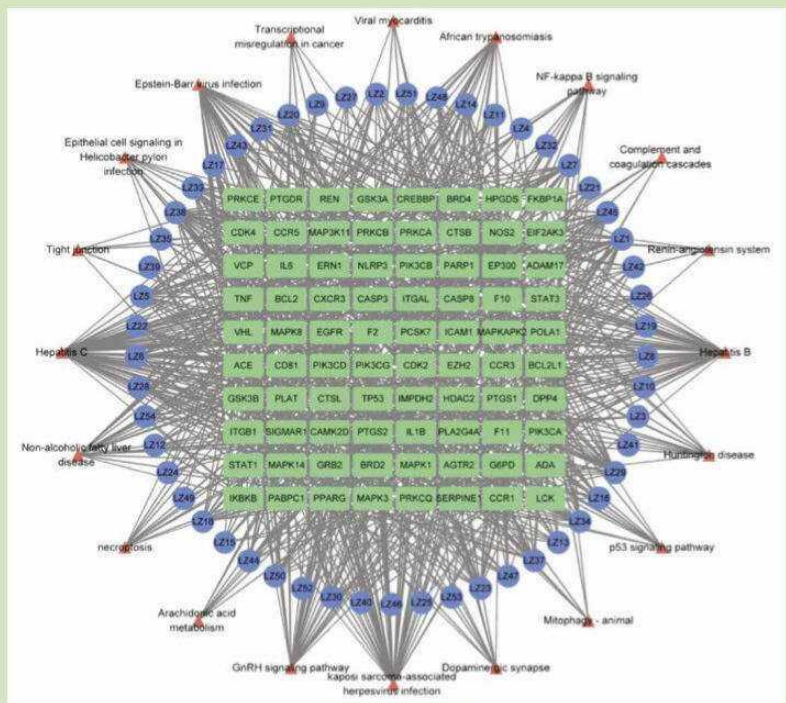 Viral myocarditis
Transcriptional
misregulation in cancer
African trypanosomiasis
Epstein-Barr virus infection
NF-kappa B signaling
pathway
Epithelial cell signaling in
Helicobacter pylori
infection
Complement and
coagulation cascades
Tight junction
Renin-angiotensin system
Hepatitis C
Hepatitis B
Non-alcoholic fatty liver
disease
Huntington disease
necroptosis
p53 signaling pathway
Arachidonic acid
metabolism
Mitophagy - animal
GnRH signaling pathway
kaposi sarcoma-associated
herpesvirus infection
Dopaminergic synapse
LZ2
LZ51
LZ48
LZ14
LZ11
LZ4
LZ32
LZ7
LZ21
LZ45
LZ1
LZ42
LZ26
LZ19
LZ8
LZ10
LZ3
LZ41
LZ29
LZ16
LZ34
LZ13
LZ37
LZ47
LZ23
LZ53
LZ25
LZ46
LZ40
LZ30
LZ52
LZ50
LZ44
LZ15
LZ18
LZ49
LZ24
LZ12
LZ54
LZ28
LZ6
LZ22
LZ5
LZ39
LZ35
LZ38
LZ33
LZ17
LZ43
LZ31
LZ20
LZ9
LZ27
PRKCE PTGDR REN GSK3A CREBBP BRD4 HPGDS FKBP1A
CDK4 CCR5 MAP3K11 PRKCB PRKCA CTSB NOS2 EIF2AK3
VCP IL6 ERN1 NLRP3 PIK3CB PARP1 EP300 ADAM17
TNF BCL2 CXCR3 CASP3 ITGAL CASP8 F10 STAT3
VHL MAPK8 EGFR F2 PCSK7 ICAM1 MAPKAPK2 POLA1
ACE CD81 PIK3CD PIK3CG CDK2 EZH2 CCR3 BCL2L1
GSK3B PLAT CTSL TP53 IMPDH2 HDAC2 PTGS1 DPP4
ITGB1 SIGMAR1 CAMK2D PTGS2 IL1B PLA2G4A F11 PIK3CA
STAT1 MAPK14 GRB2 BRD2 MAPK1 AGTR2 G6PD ADA
IKBKB PABPC1 PPARG MAPK3 PRKCQ SERPINE1 CCR1 LCK